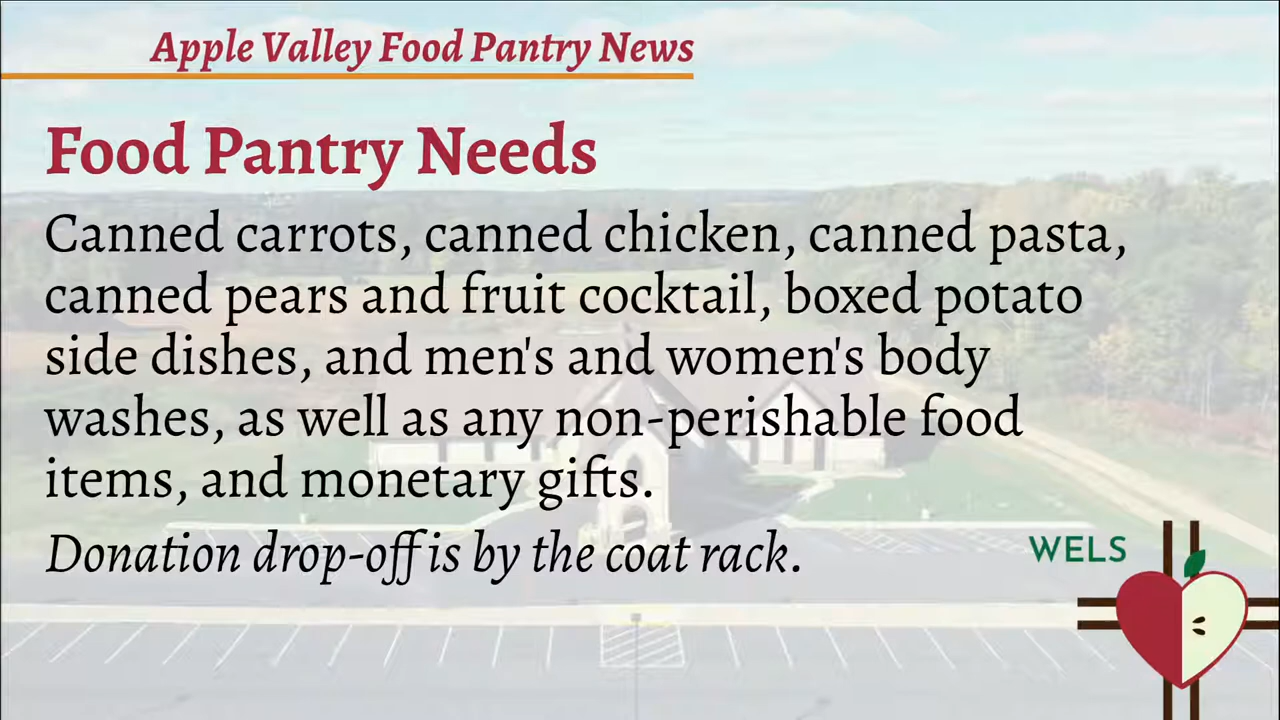 Apple Valley Food Pantry News
Food Pantry Needs
Canned carrots, canned chicken, canned pasta,
canned pears and fruit cocktail, boxed potato
side dishes, and men's and women's body
washes, as well as any non-perishable food
items, and monetary gifts.
Donation drop-off is by the coat rack.
WELS